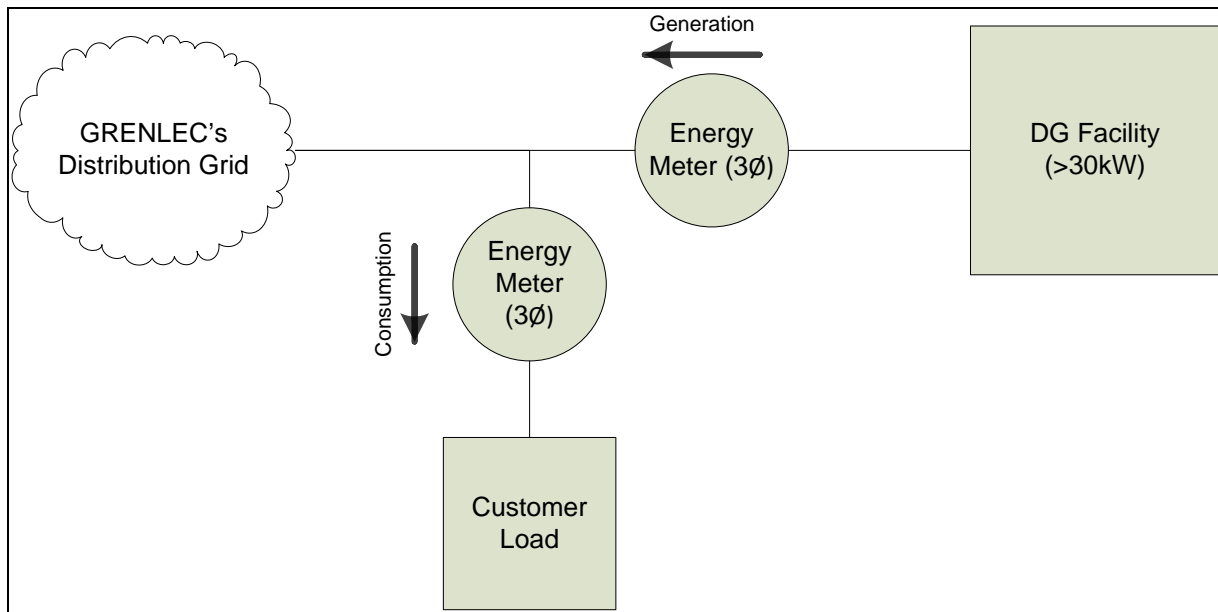 Generation
GRENLEC's
Distribution Grid
Energy
Meter (3Ø)
DG Facility
(>30kW)
Consumption
Energy
Meter
(3Ø)
Customer
Load